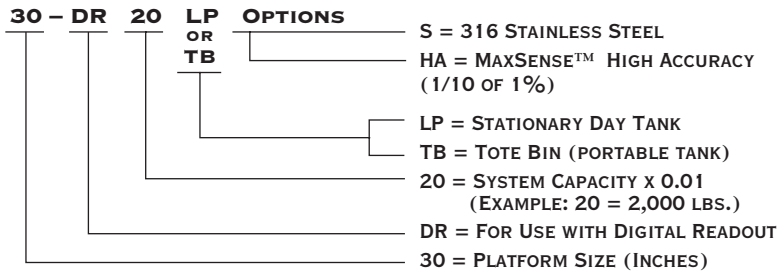 30 – DR 20 LP OPTIONS
OR
TB
S = 316 STAINLESS STEEL
HA = MAXSENSE™ HIGH ACCURACY
(1/10 OF 1%)
LP = STATIONARY DAY TANK
TB = TOTE BIN (PORTABLE TANK)
20 = SYSTEM CAPACITY X 0.01
(EXAMPLE: 20 = 2,000 LBS.)
DR = FOR USE WITH DIGITAL READOUT
30 = PLATFORM SIZE (INCHES)